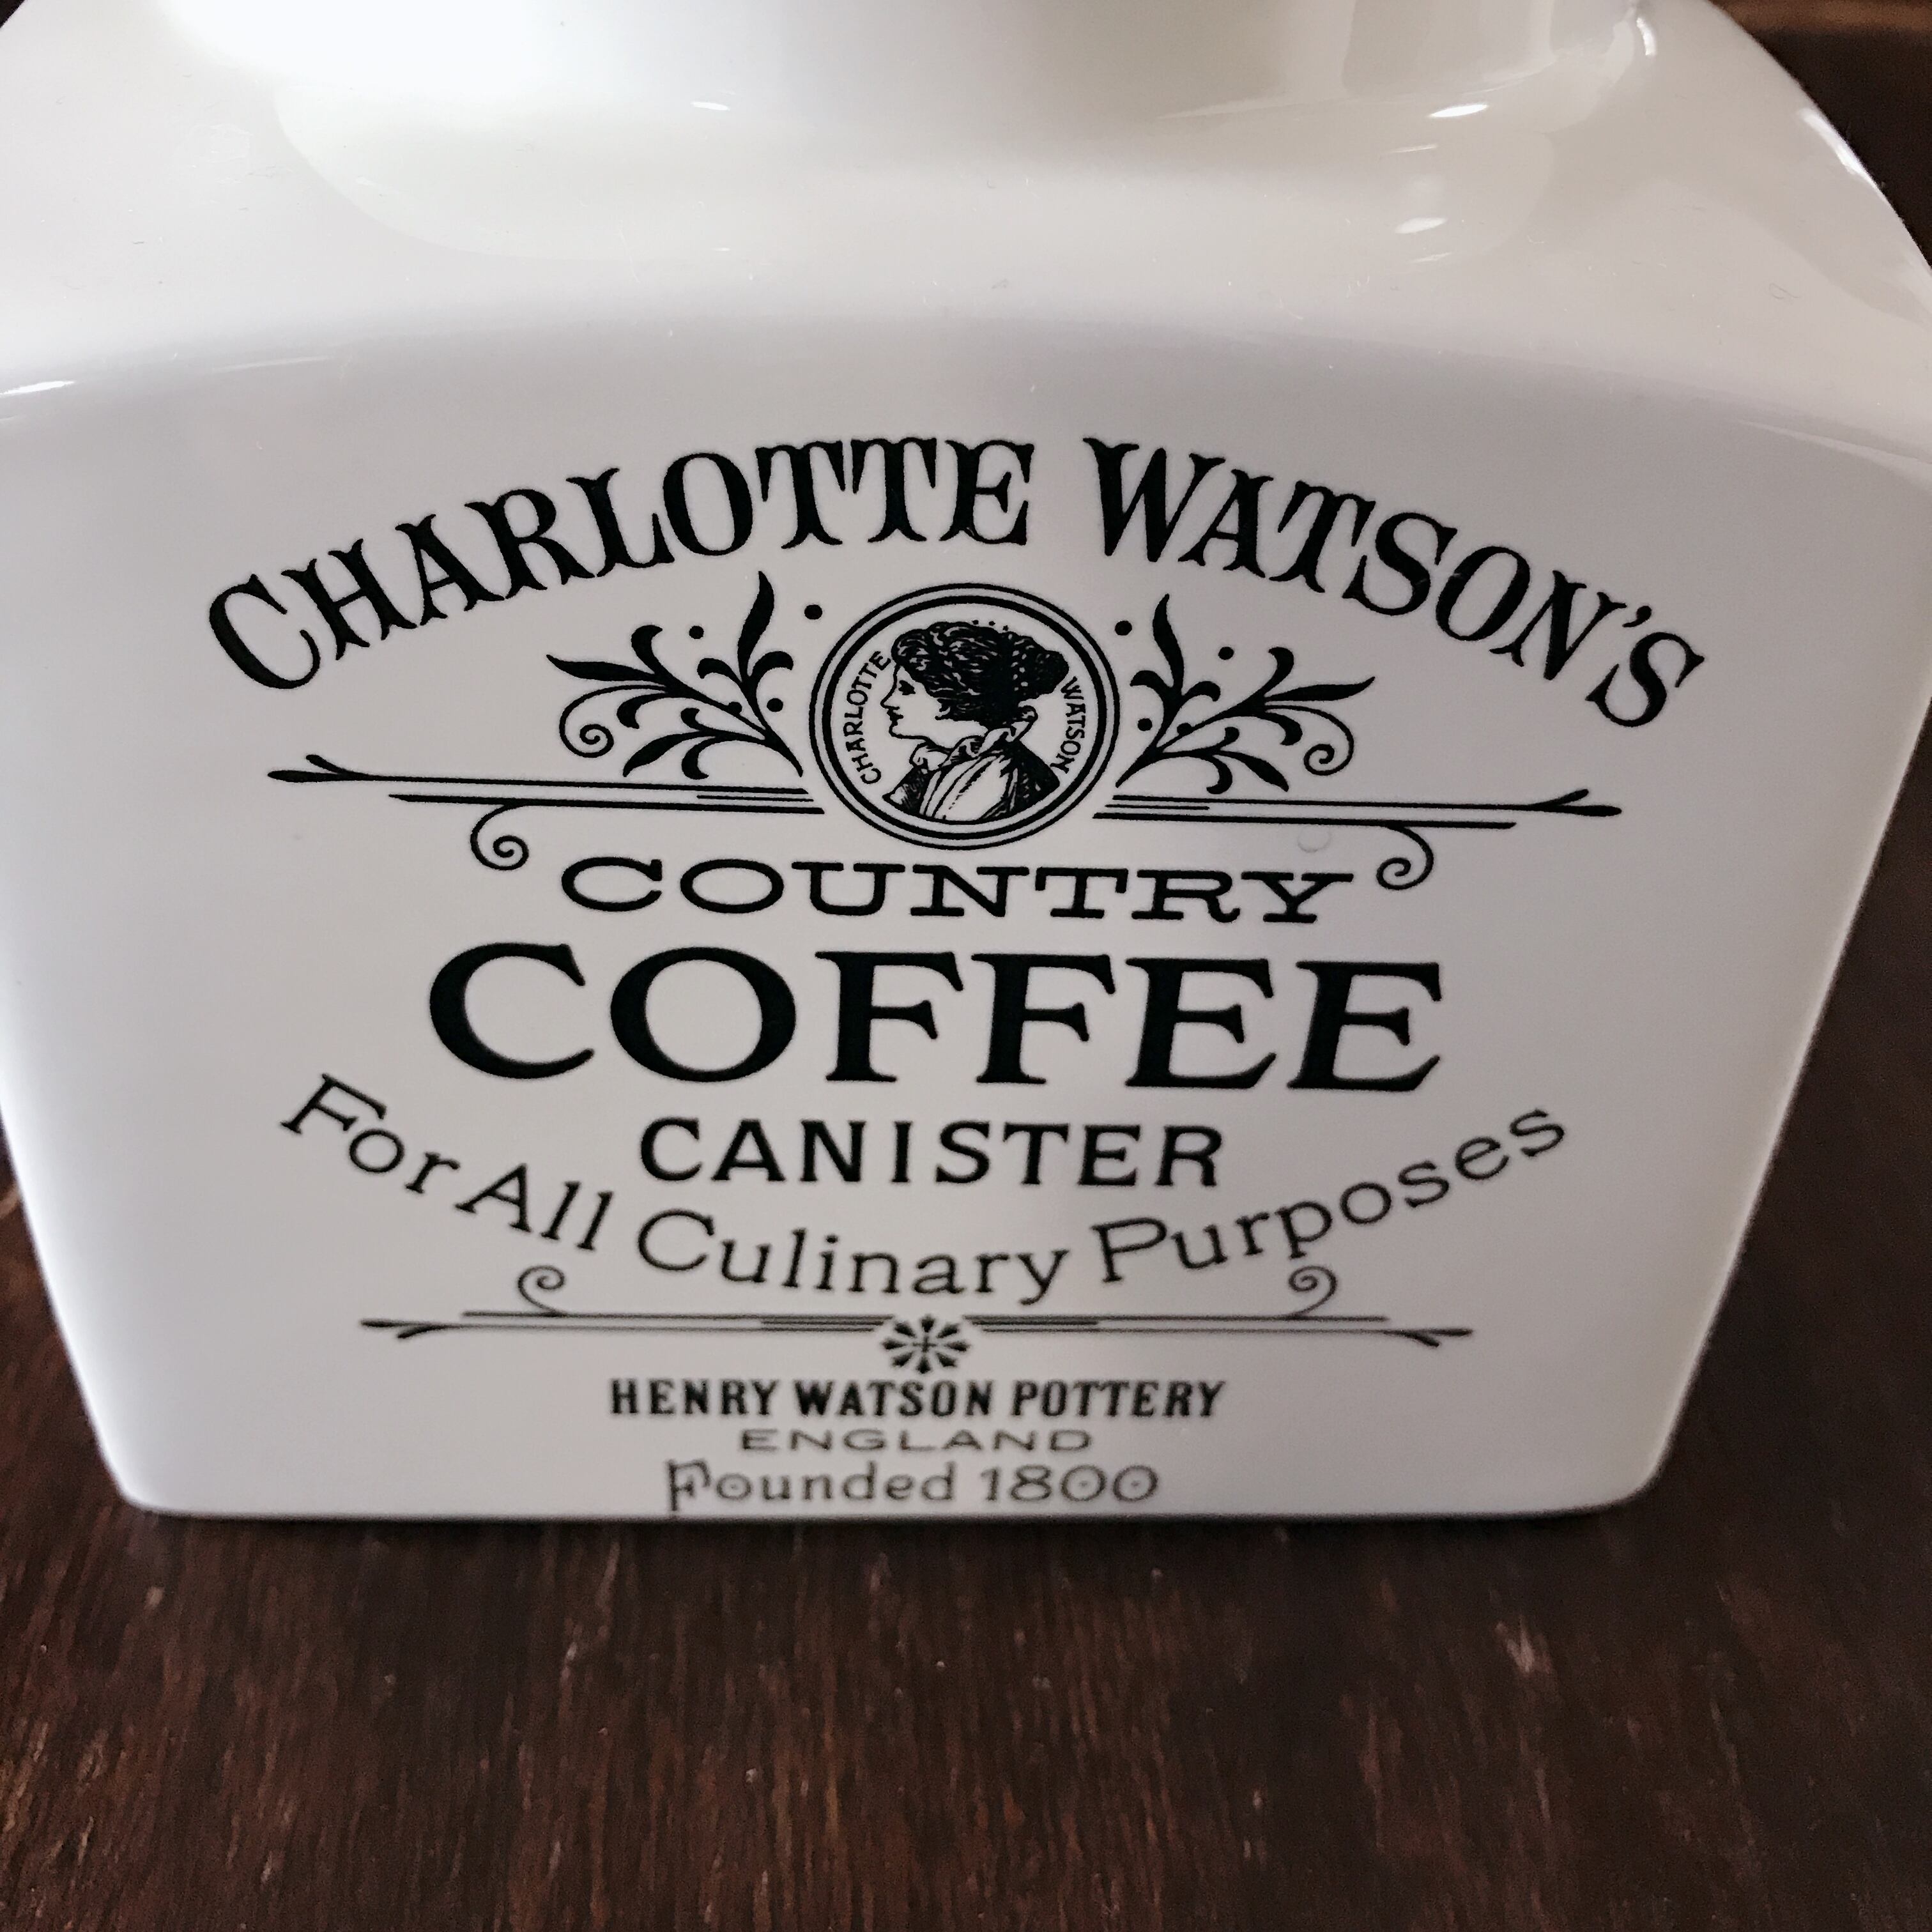 CHARLOTTE WATSON'S
CHARLOTTE WATSON
COUNTRY
COFFEE
CANISTER
For All Culinary Purposes
HENRY WATSON POTTERY
ENGLAND
Founded 1800